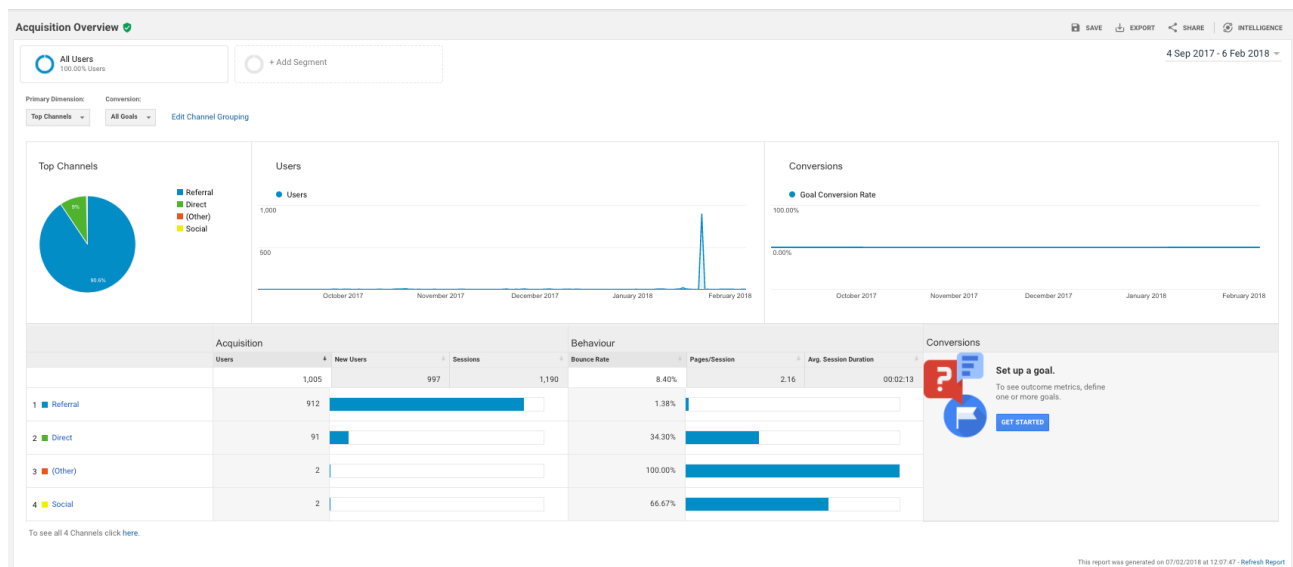 Acquisition Overview
SAVE EXPORT SHARE INTELLIGENCE
All Users
100.00% Users
+ Add Segment
4 Sep 2017 - 6 Feb 2018
Primary Dimension: Conversion:
Top Channels All Goals Edit Channel Grouping
Top Channels
Referral
Direct
(Other)
Social
9%
90.6%
Users
Users
1,000
500
October 2017 November 2017 December 2017 January 2018 February 2018
Conversions
Goal Conversion Rate
100.00%
0.00%
October 2017 November 2017 December 2017 January 2018 February 2018
Acquisition Behaviour Conversions
Users New Users Sessions Bounce Rate Pages/Session Avg. Session Duration
1,005 997 1,190 8.40% 2.16 00:02:13
1 Referral 912 1.38%
2 Direct 91 34.30%
3 (Other) 2 100.00%
4 Social 2 66.67%
Set up a goal.
To see outcome metrics, define
one or more goals.
GET STARTED
To see all 4 Channels click here.
This report was generated on 07/02/2018 at 12:07:47 - Refresh Report